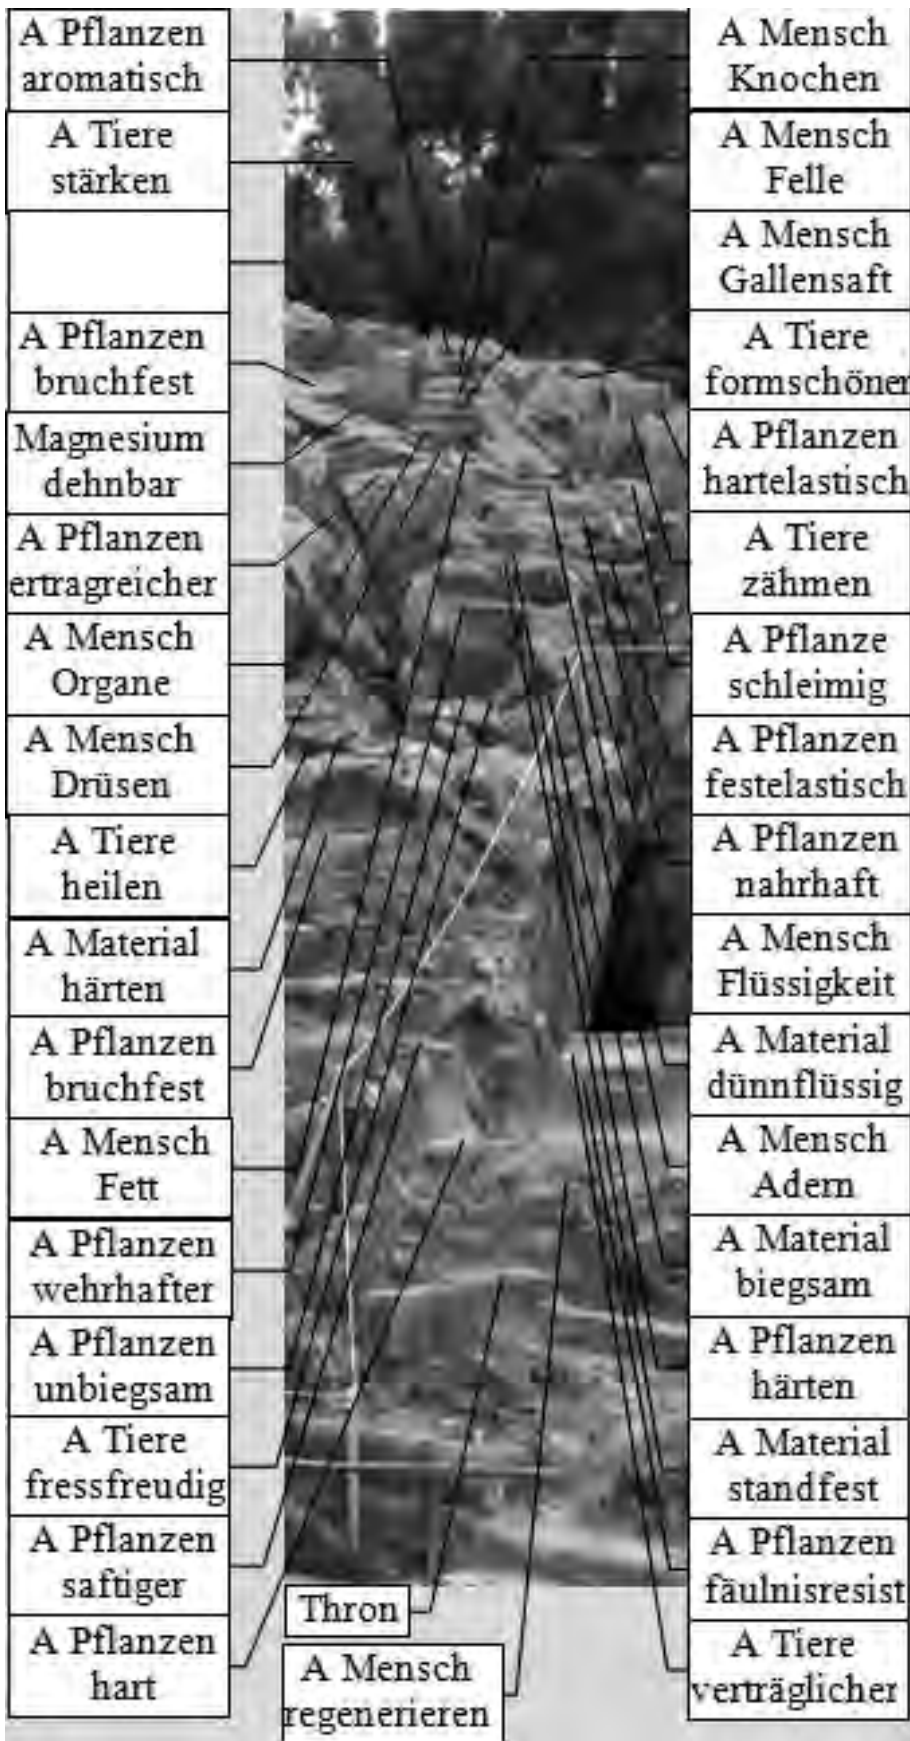 A Pflanzen
aromatisch
A Tiere
stärken
A Pflanzen
bruchfest
Magnesium
dehnbar
A Pflanzen
ertragreicher
A Mensch
Organe
A Mensch
Drüsen
A Tiere
heilen
A Material
härten
A Pflanzen
bruchfest
A Mensch
Fett
A Pflanzen
wehrhafter
A Pflanzen
unbiegsam
A Tiere
fressfreudig
A Pflanzen
saftiger
A Pflanzen
hart
Thron
A Mensch
regenerieren
A Mensch
Knochen
A Mensch
Felle
A Mensch
Gallensaft
A Tiere
formschöner
A Pflanzen
hartelastisch
A Tiere
zähmen
A Pflanze
schleimig
A Pflanzen
festelastisch
A Pflanzen
nahrhaft
A Mensch
Flüssigkeit
A Material
dünnflüssig
A Mensch
Adern
A Material
biegsam
A Pflanzen
härten
A Material
standfest
A Pflanzen
fäulnisresist
A Tiere
verträglicher